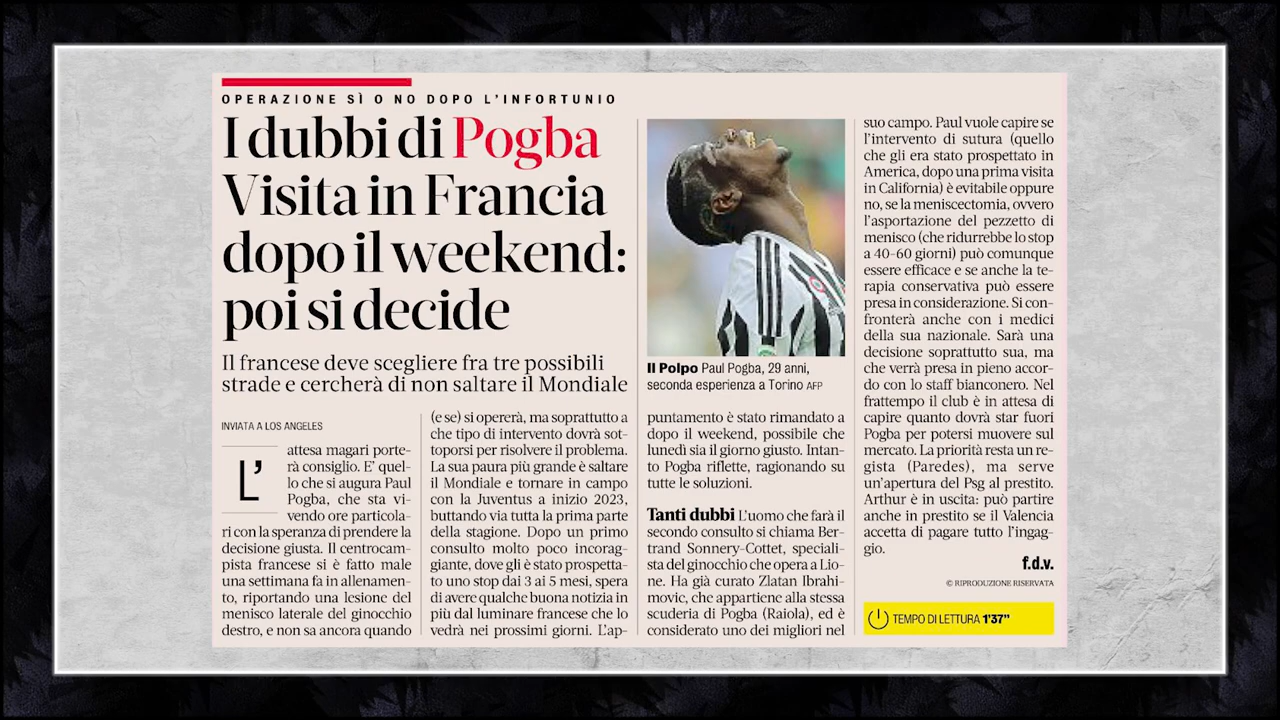 OPERAZIONE SÌ O NO DOPO L'INFORTUNIO
I dubbi di Pogba
Visita in Francia
dopo il weekend:
poi si decide
Il francese deve scegliere fra tre possibili
strade e cercherà di non saltare il Mondiale
INVIATA A LOS ANGELES
L'
attesa magari porte-
rà consiglio. E' quel-
lo che si augura Paul
Pogba, che sta vi-
vendo ore particola-
ri con la speranza di prendere la
decisione giusta. Il centrocam-
pista francese si è fatto male
una settimana fa in allenamen-
to, riportando una lesione del
menisco laterale del ginocchio
destro, e non sa ancora quando
(e se) si opererà, ma soprattutto a
che tipo di intervento dovrà sot-
toporsi per risolvere il problema.
La sua paura più grande è saltare
il Mondiale e tornare in campo
con la Juventus a inizio 2023,
buttando via tutta la prima parte
della stagione. Dopo un primo
consulto molto poco incorag-
giante, dove gli è stato prospetta-
to uno stop dai 3 ai 5 mesi, spera
di avere qualche buona notizia in
più dal luminare francese che lo
vedrà nei prossimi giorni. L'ap-
Il Polpo Paul Pogba, 29 anni,
seconda esperienza a Torino AFP
puntamento è stato rimandato a
dopo il weekend, possibile che
lunedì sia il giorno giusto. Intan-
to Pogba riflette, ragionando su
tutte le soluzioni.
Tanti dubbi L'uomo che farà il
secondo consulto si chiama Ber-
trand Sonnery-Cottet, speciali-
sta del ginocchio che opera a Lio-
ne. Ha già curato Zlatan Ibrahi-
movic, che appartiene alla stessa
scuderia di Pogba (Raiola), ed è
considerato uno dei migliori nel
suo campo. Paul vuole capire se
l'intervento di sutura (quello
che gli era stato prospettato in
America, dopo una prima visita
in California) è evitabile oppure
no, se la meniscectomia, ovvero
l'asportazione del pezzetto di
menisco (che ridurrebbe lo stop
a 40-60 giorni) può comunque
essere efficace e se anche la te-
rapia conservativa può essere
presa in considerazione. Si con-
fronterà anche con i medici
della sua nazionale. Sarà una
decisione soprattutto sua, ma
che verrà presa in pieno accor-
do con lo staff bianconero. Nel
frattempo il club è in attesa di
capire quanto dovrà star fuori
Pogba per potersi muovere sul
mercato. La priorità resta un re-
gista (Paredes), ma serve
un'apertura del Psg al prestito.
Arthur è in uscita: può partire
anche in prestito se il Valencia
accetta di pagare tutto l'ingag-
gio.
f.d.v.
© RIPRODUZIONE RISERVATA
TEMPO DI LETTURA 1'37"